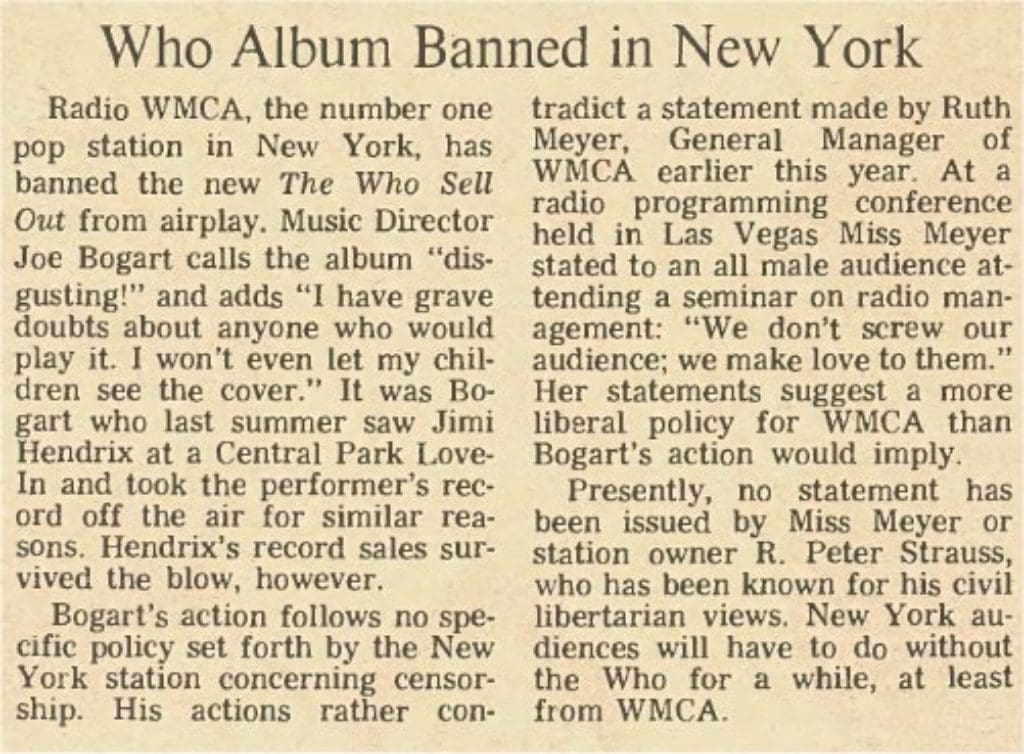 Who Album Banned in New York
Radio WMCA, the number one
pop station in New York, has
banned the new The Who Sell
Out from airplay. Music Director
Joe Bogart calls the album “dis-
gusting!” and adds “I have grave
doubts about anyone who would
play it. I won’t even let my chil-
dren see the cover.” It was Bo-
gart who last summer saw Jimi
Hendrix at a Central Park Love-
In and took the performer’s rec-
ord off the air for similar rea-
sons. Hendrix’s record sales sur-
vived the blow, however.
Bogart’s action follows no spe-
cific policy set forth by the New
York station concerning censor-
ship. His actions rather con-
tradict a statement made by Ruth
Meyer, General Manager of
WMCA earlier this year. At a
radio programming conference
held in Las Vegas Miss Meyer
stated to an all male audience at-
tending a seminar on radio man-
agement: “We don’t screw our
audience; we make love to them.”
Her statements suggest a more
liberal policy for WMCA than
Bogart’s action would imply.
Presently, no statement has
been issued by Miss Meyer or
station owner R. Peter Strauss,
who has been known for his civil
libertarian views. New York au-
diences will have to do without
the Who for a while, at least
from WMCA.